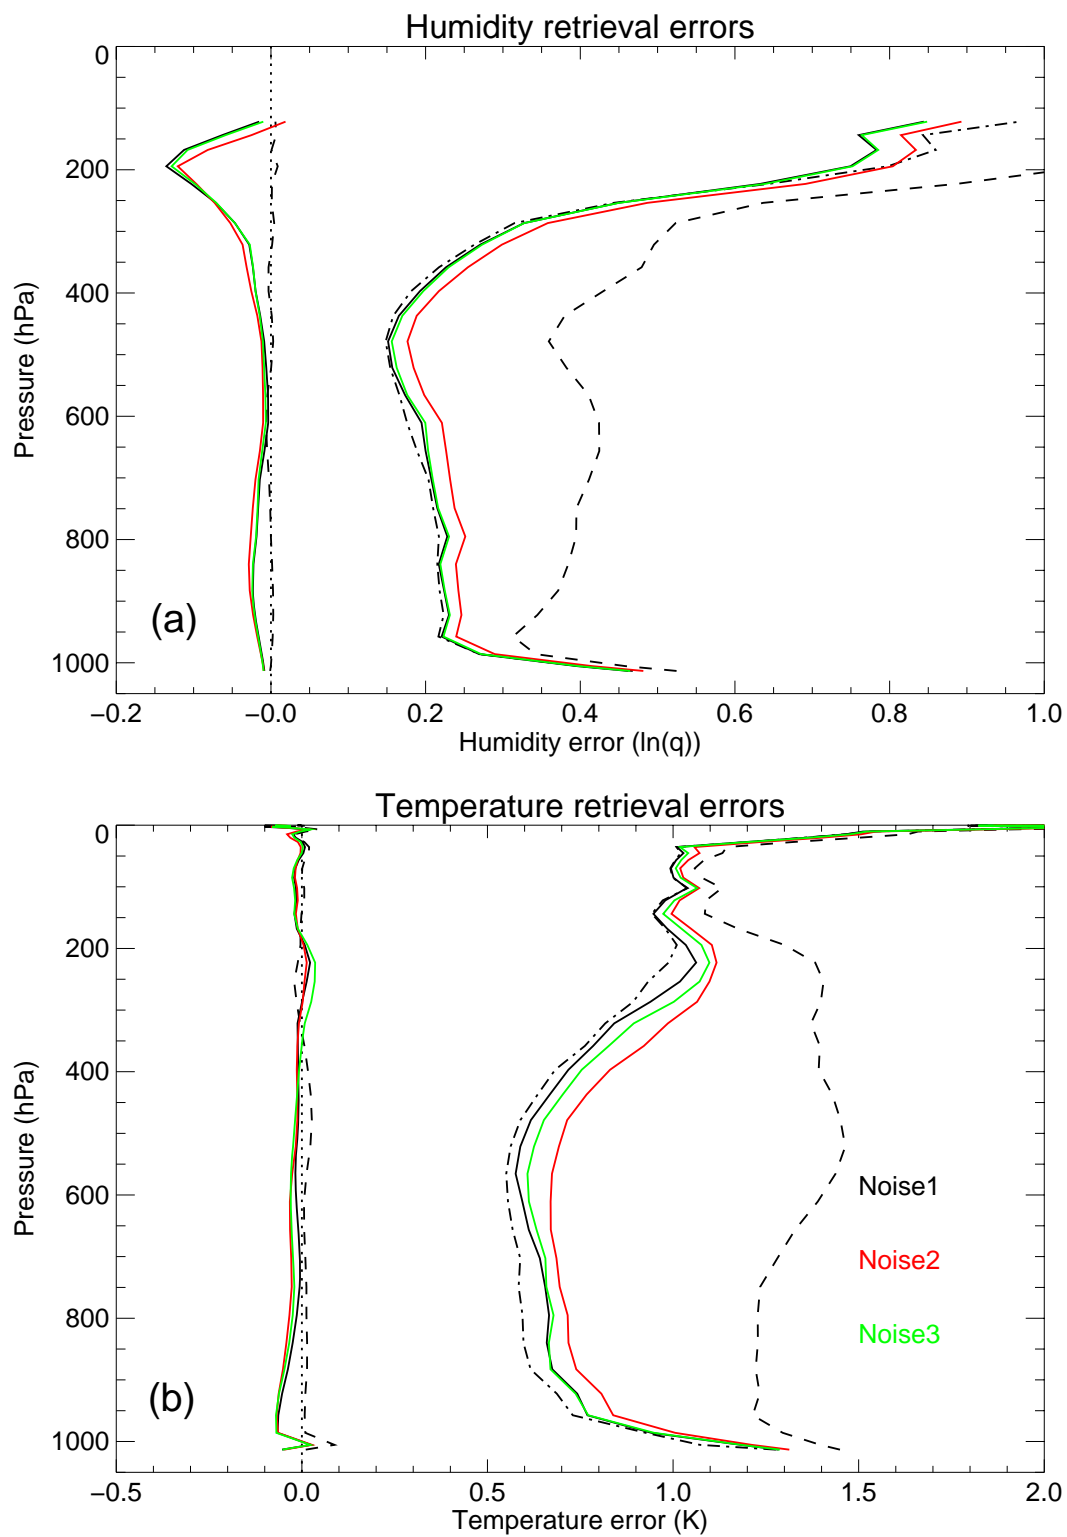 Humidity retrieval errors
0
200
400
600
800
1000
Pressure (hPa)
(a)
−0.2 −0.0 0.2 0.4 0.6 0.8 1.0
Humidity error (ln(q))
Temperature retrieval errors
0
200
400
600
800
1000
Pressure (hPa)
Noise1
Noise2
Noise3
(b)
−0.5 0.0 0.5 1.0 1.5 2.0
Temperature error (K)